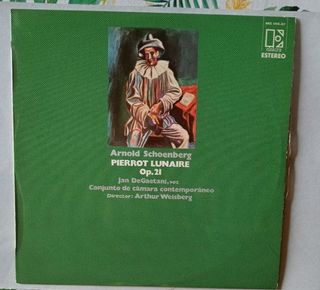 ESTEREO
Arnold Schoenberg
PIERROT LUNAIRE
Op. 21
Jan DeGaetani, voz
Conjunto de cámara contemporáneo
Director: Arthur Weisberg